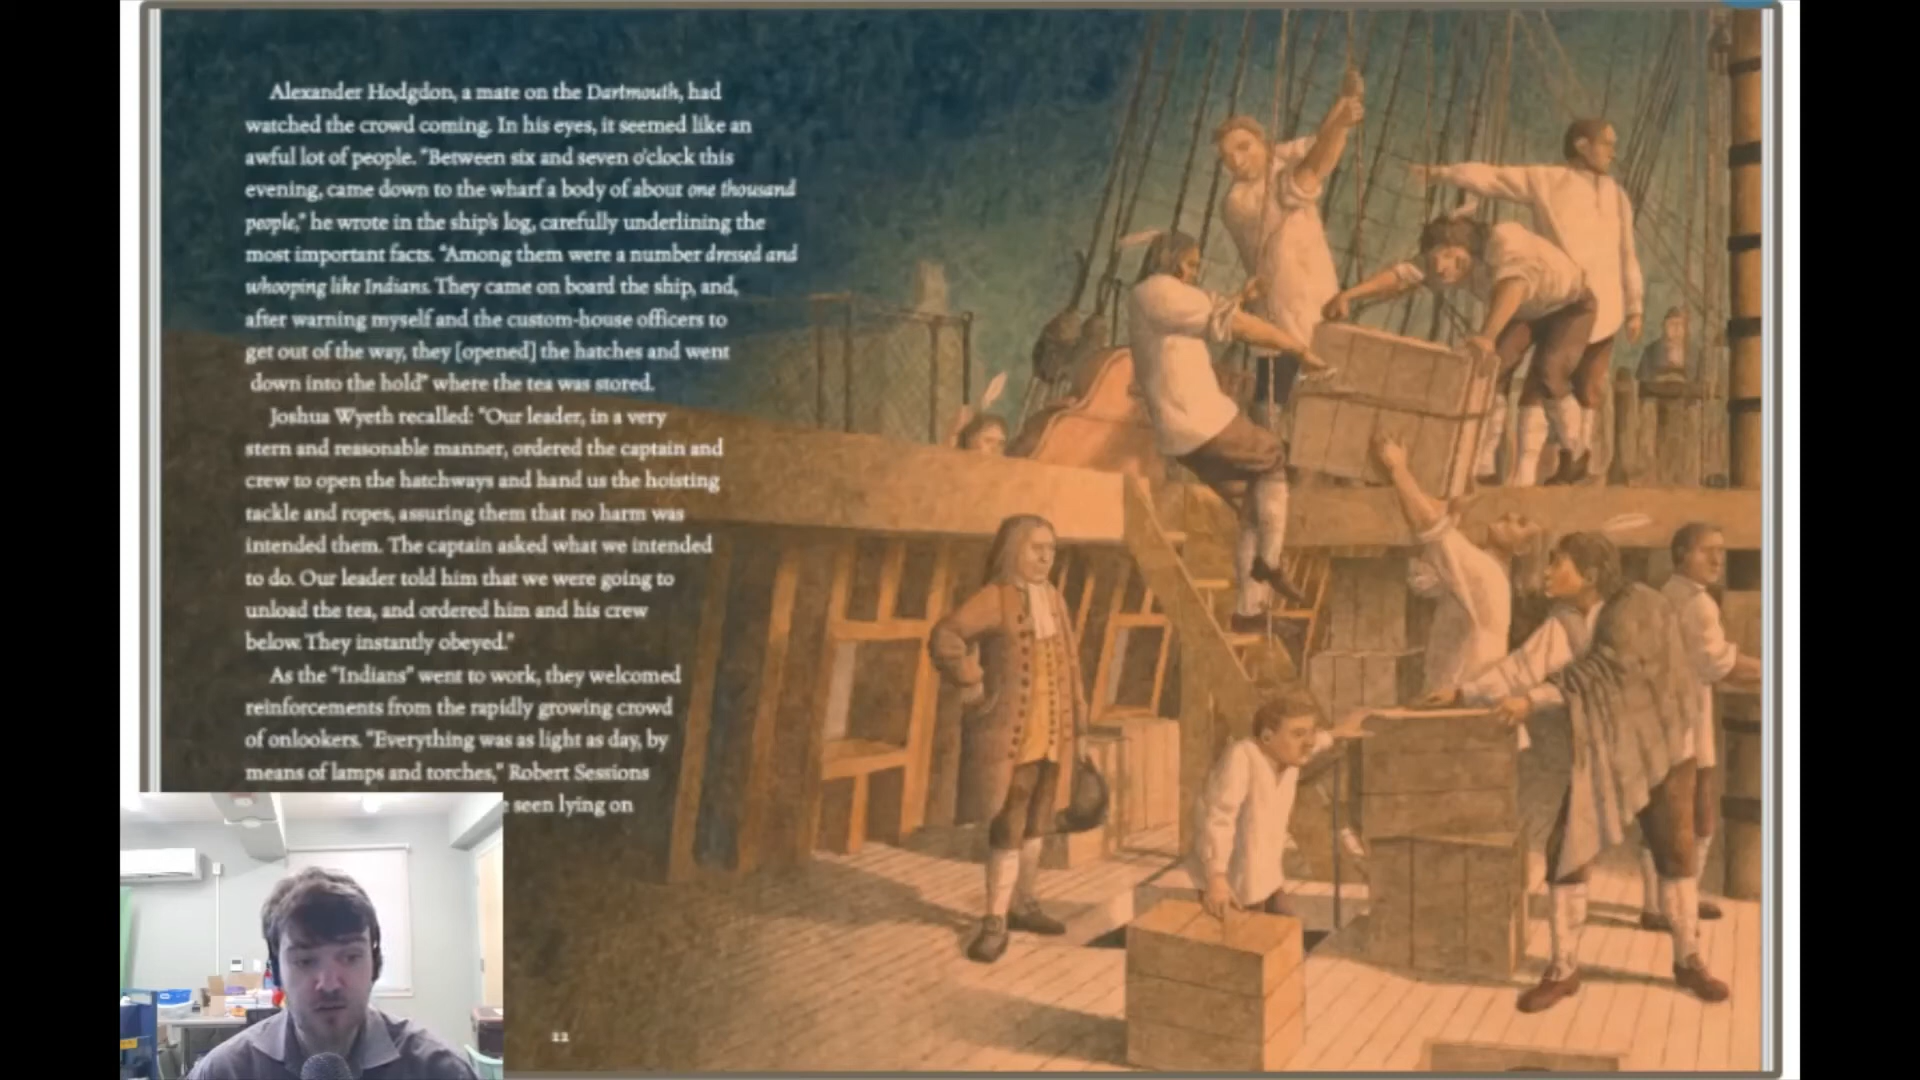 Alexander Hodgdon, a mate on the Dartmouth, had
watched the crowd coming. In his eyes, it seemed like an
awful lot of people. "Between six and seven o'clock this
evening, came down to the wharf a body of about one thousand
people," he wrote in the ship's log, carefully underlining the
most important facts. "Among them were a number dressed and
whooping like Indians. They came on board the ship, and,
after warning myself and the custom-house officers to
get out of the way, they [opened] the hatches and went
down into the hold" where the tea was stored.
Joshua Wyeth recalled: "Our leader, in a very
stern and reasonable manner, ordered the captain and
crew to open the hatchways and hand us the hoisting
tackle and ropes, assuring them that no harm was
intended them. The captain asked what we intended
to do. Our leader told him that we were going to
unload the tea, and ordered him and his crew
below. They instantly obeyed."
As the "Indians" went to work, they welcomed
reinforcements from the rapidly growing crowd
of onlookers. "Everything was as light as day, by
means of lamps and torches," Robert Sessions
seen lying on
22